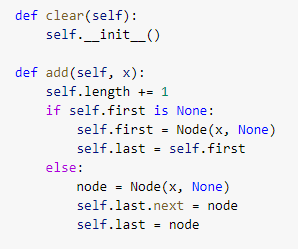 def clear(self):
    self.__init__()

def add(self, x):
    self.length += 1
    if self.first is None:
        self.first = Node(x, None)
        self.last = self.first
    else:
        node = Node(x, None)
        self.last.next = node
        self.last = node